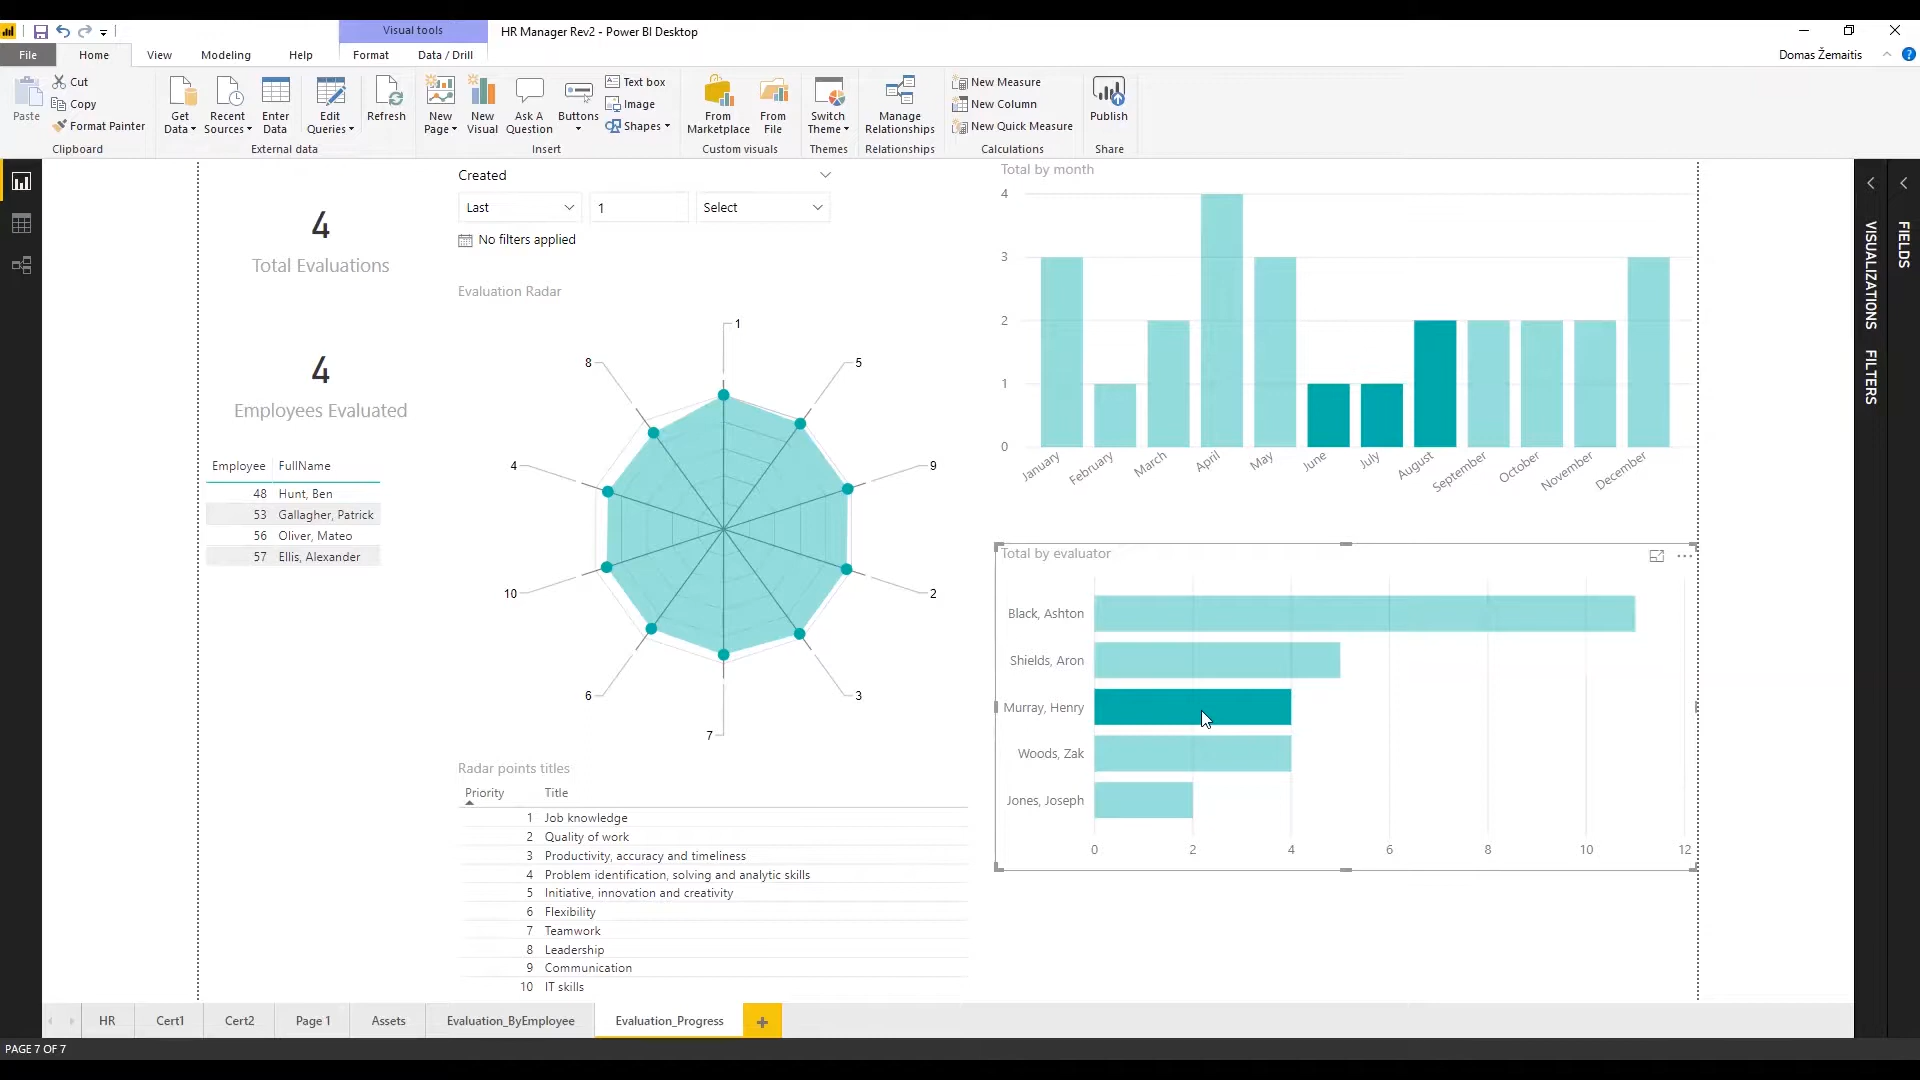 Visual tools
HR Manager Rev2 - Power BI Desktop
File
Home
View
Modeling
Help
Format
Data / Drill
Domas Žemaitis
?
Paste
Cut
Copy
Format Painter
Clipboard
Get Data
Recent Sources
Enter Data
Edit Queries
Refresh
External data
New Page
New Visual
Ask A Question
Buttons
Text box
Image
Shapes
Insert
From Marketplace
From File
Custom visuals
Switch Theme
Themes
Manage Relationships
Relationships
New Measure
New Column
New Quick Measure
Calculations
Publish
Share
4
Total Evaluations
4
Employees Evaluated
Employee FullName
48 Hunt, Ben
53 Gallagher, Patrick
56 Oliver, Mateo
57 Ellis, Alexander
Created
Last
1
Select
No filters applied
Evaluation Radar
1
5
9
2
3
7
6
10
4
8
Radar points titles
Priority Title
1 Job knowledge
2 Quality of work
3 Productivity, accuracy and timeliness
4 Problem identification, solving and analytic skills
5 Initiative, innovation and creativity
6 Flexibility
7 Teamwork
8 Leadership
9 Communication
10 IT skills
Total by month
4
3
2
1
0
January February March April May June July August September October November December
Total by evaluator
Black, Ashton
Shields, Aron
Murray, Henry
Woods, Zak
Jones, Joseph
0 2 4 6 8 10 12
VISUALIZATIONS
FILTERS
FIELDS
HR
Cert1
Cert2
Page 1
Assets
Evaluation_ByEmployee
Evaluation_Progress
+
PAGE 7 OF 7